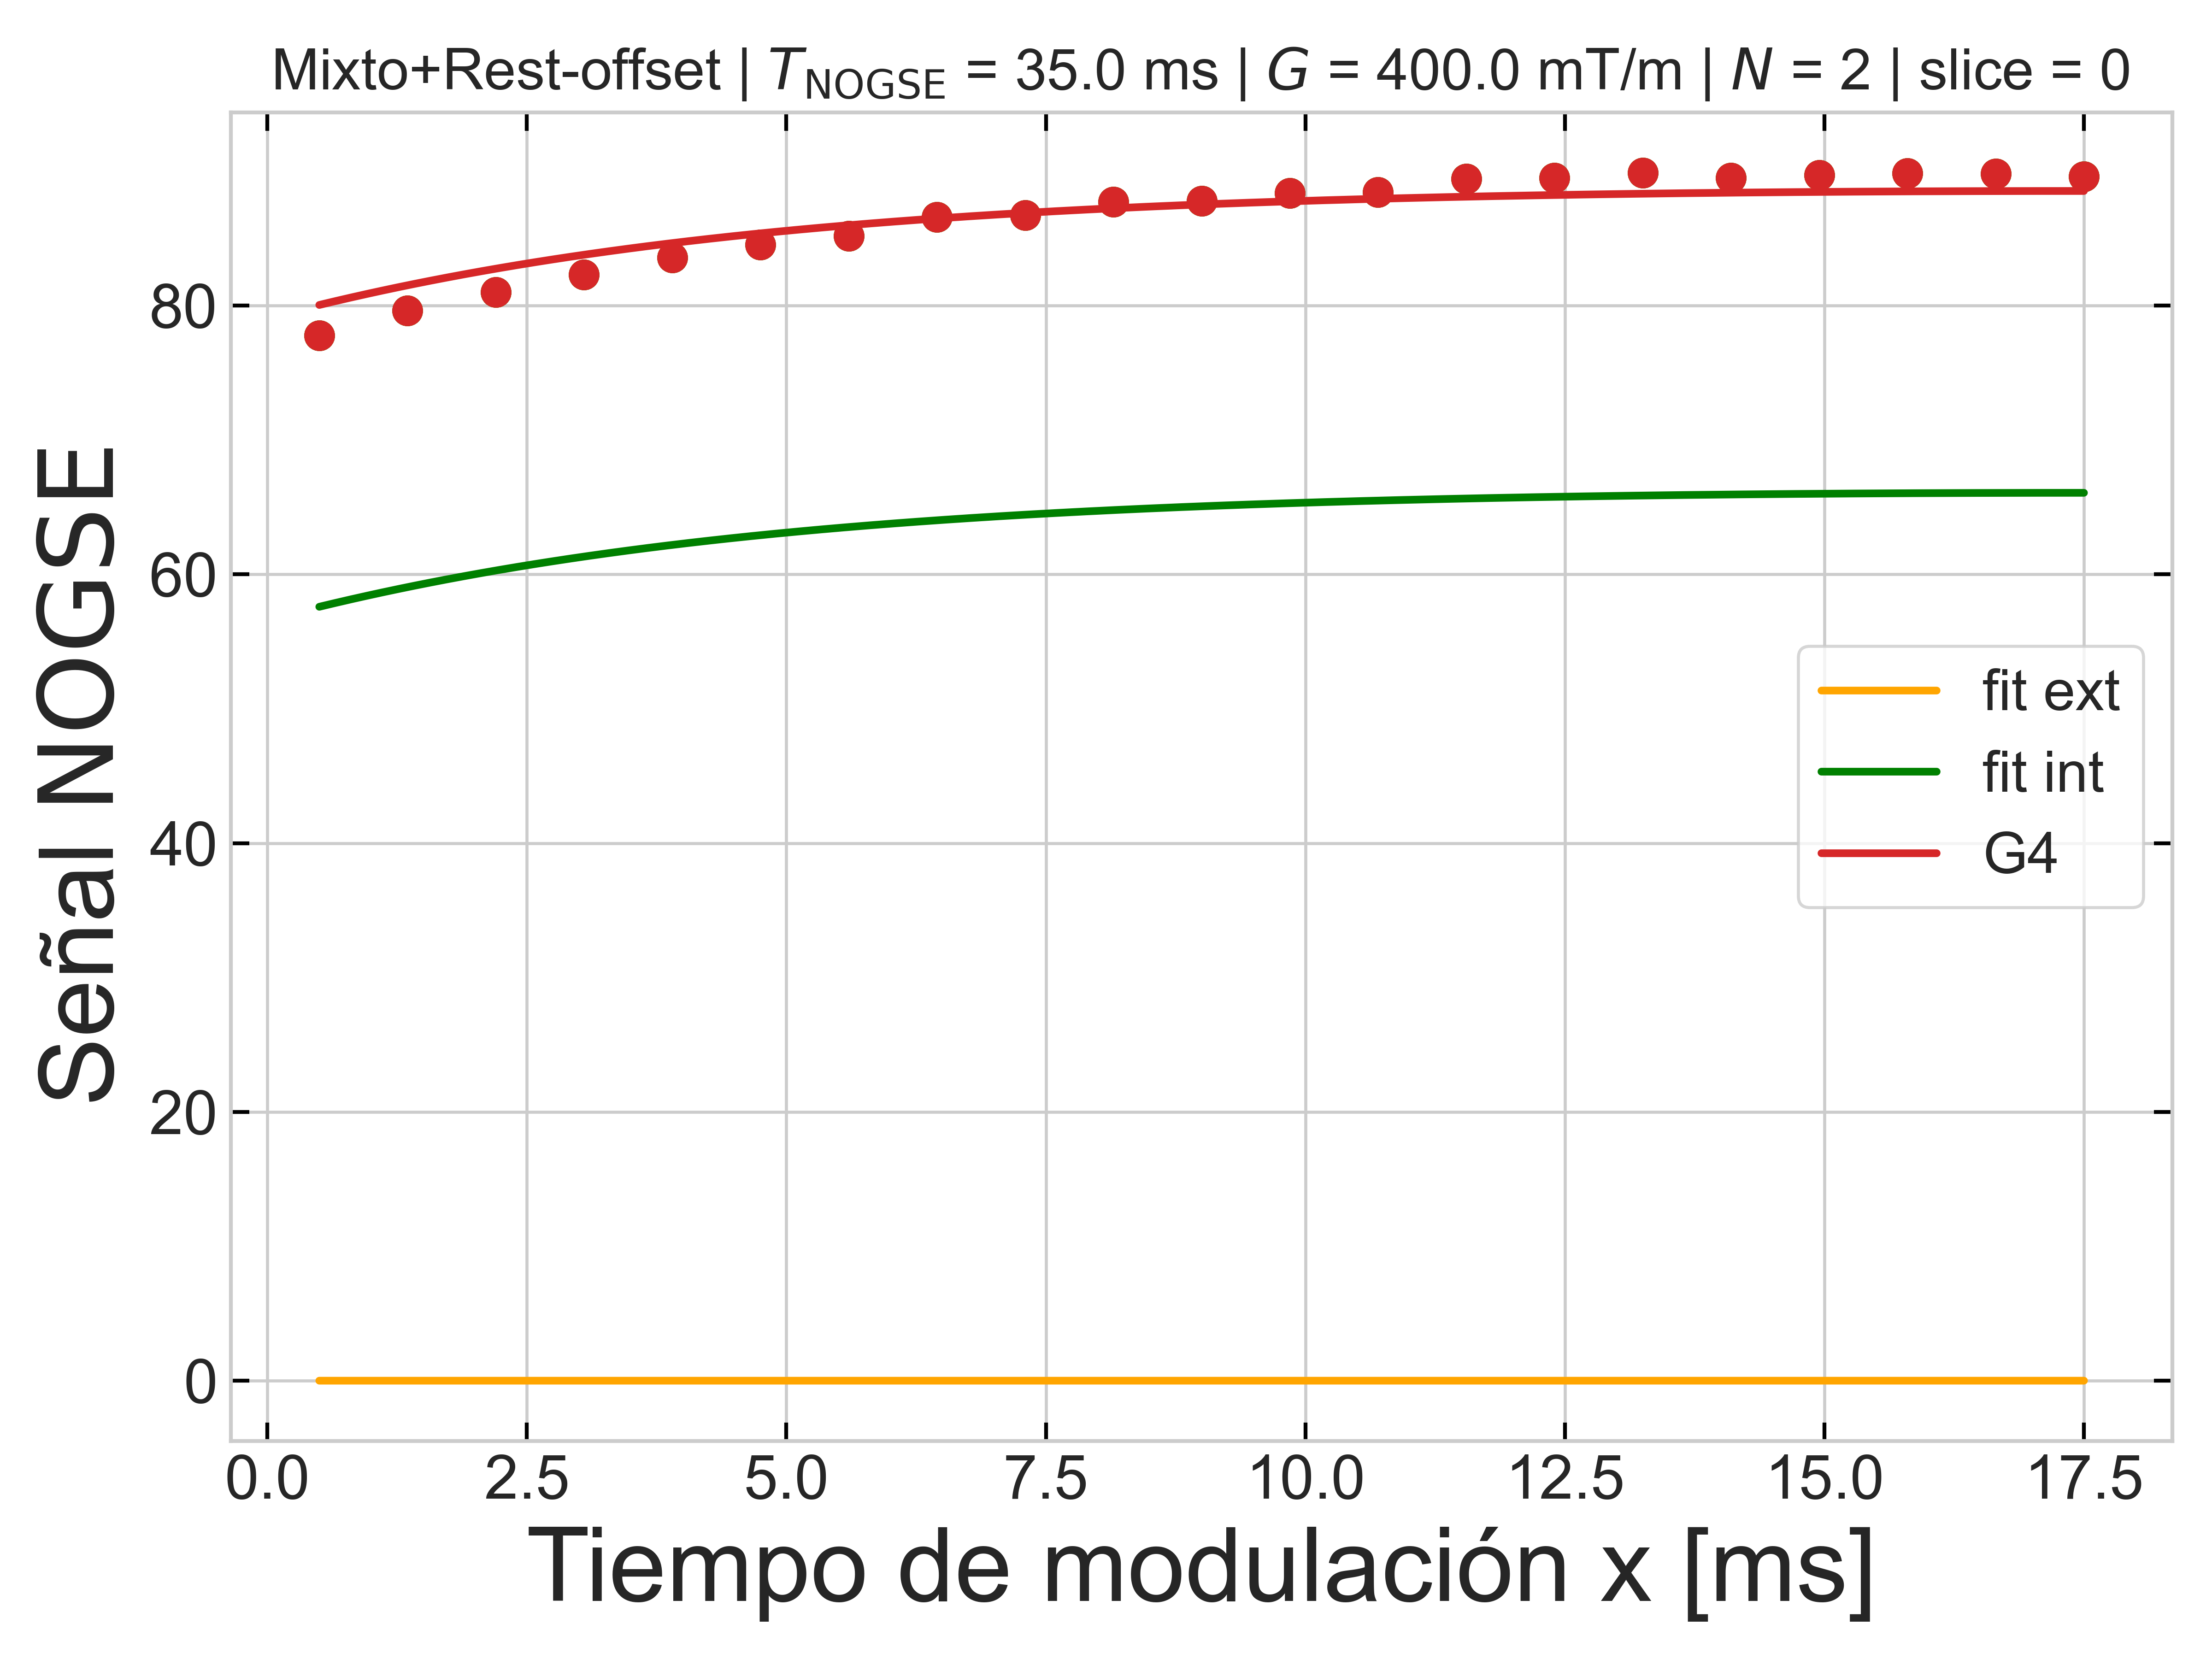 Mixto+Rest-offset | T_NOGSE = 35.0 ms | G = 400.0 mT/m | N = 2 | slice = 0
Señal NOGSE
80
60
40
20
0
fit ext
fit int
G4
0.0 2.5 5.0 7.5 10.0 12.5 15.0 17.5
Tiempo de modulación x [ms]